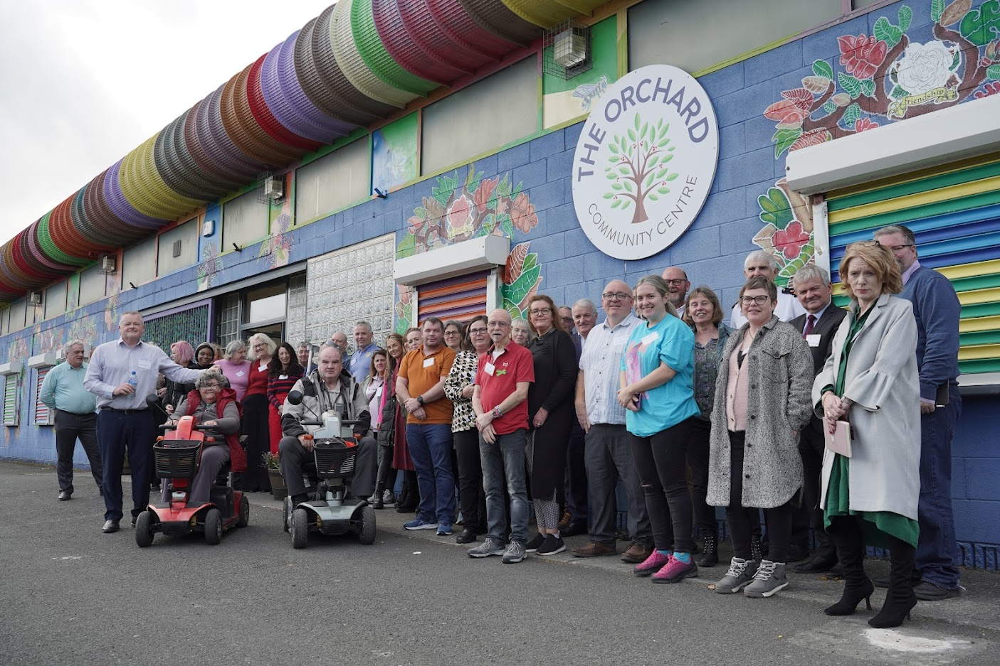 THE ORCHARD
COMMUNITY CENTRE
friendship